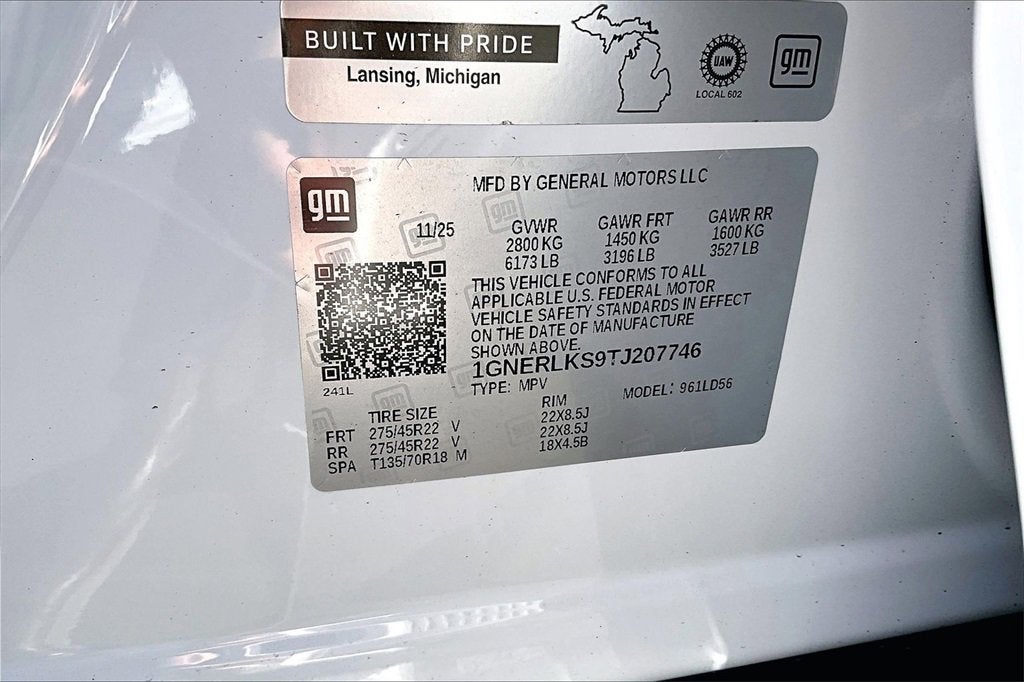 BUILT WITH PRIDE
Lansing, Michigan
UAW
LOCAL 602
gm
gm
MFD BY GENERAL MOTORS LLC
11/25
GVWR GAWR FRT GAWR RR
2800 KG 1450 KG 1600 KG
6173 LB 3196 LB 3527 LB
THIS VEHICLE CONFORMS TO ALL
APPLICABLE U.S. FEDERAL MOTOR
VEHICLE SAFETY STANDARDS IN EFFECT
ON THE DATE OF MANUFACTURE
SHOWN ABOVE.
1GNERLKS9TJ207746
TYPE: MPV MODEL: 961LD56
241L
TIRE SIZE RIM
FRT 275/45R22 V 22X8.5J
RR 275/45R22 V 22X8.5J
SPA T135/70R18 M 18X4.5B